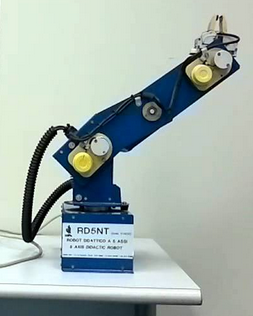 RD5NT
ROBOT DIDATTICO A 5 ASSI
5 AXIS DIDACTIC ROBOT